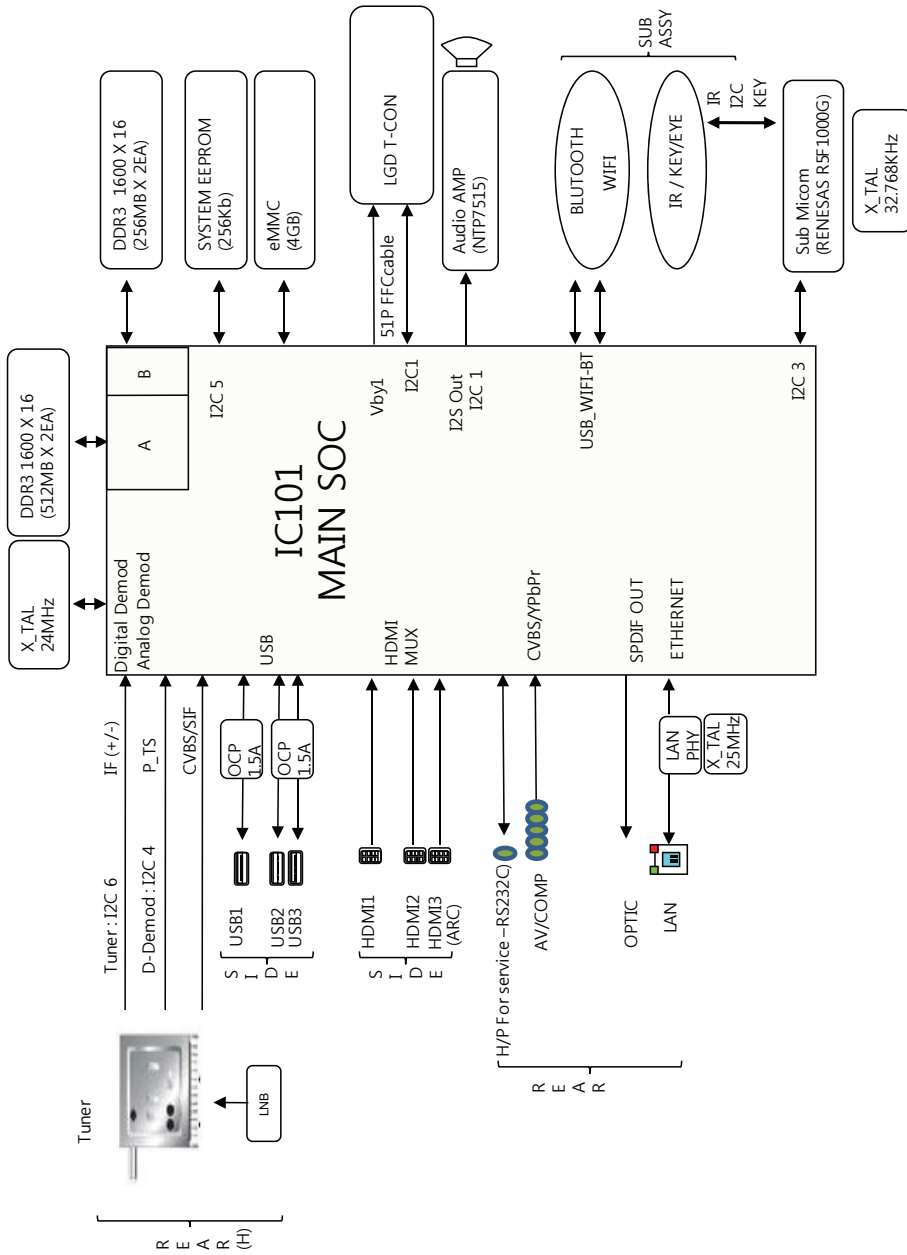 X_TAL
24MHz
DDR3 1600 X 16
(512MB X 2EA)
DDR3  1600 X 16
(256MB X 2EA)
SYSTEM EEPROM
(256Kb)
eMMC
(4GB)
LGD T-CON
51P FFCcable
Audio AMP
(NTP7515)
BLUTOOTH
WIFI
IR / KEY/EYE
SUB
ASSY
IR
I2C
KEY
Sub Micom
(RENESAS R5F1000G)
X_TAL
32.768KHz
A
B
I2C 5
Vby1
I2C1
I2S Out
I2C 1
USB_WIFI-BT
I2C 3
IC101
MAIN SOC
Digital Demod
Analog Demod
USB
HDMI
MUX
CVBS/YPbPr
SPDIF OUT
ETHERNET
Tuner : I2C 6
IF (+/-)
D-Demod : I2C 4
P_TS
CVBS/SIF
Tuner
LNB
REAR
(H)
OCP
1.5A
OCP
1.5A
USB1
USB2
USB3
SIDE
HDMI1
HDMI2
HDMI3
(ARC)
SIDE
H/P For service –RS232C)
AV/COMP
OPTIC
LAN
LAN
PHY
X_TAL
25MHz
REAR